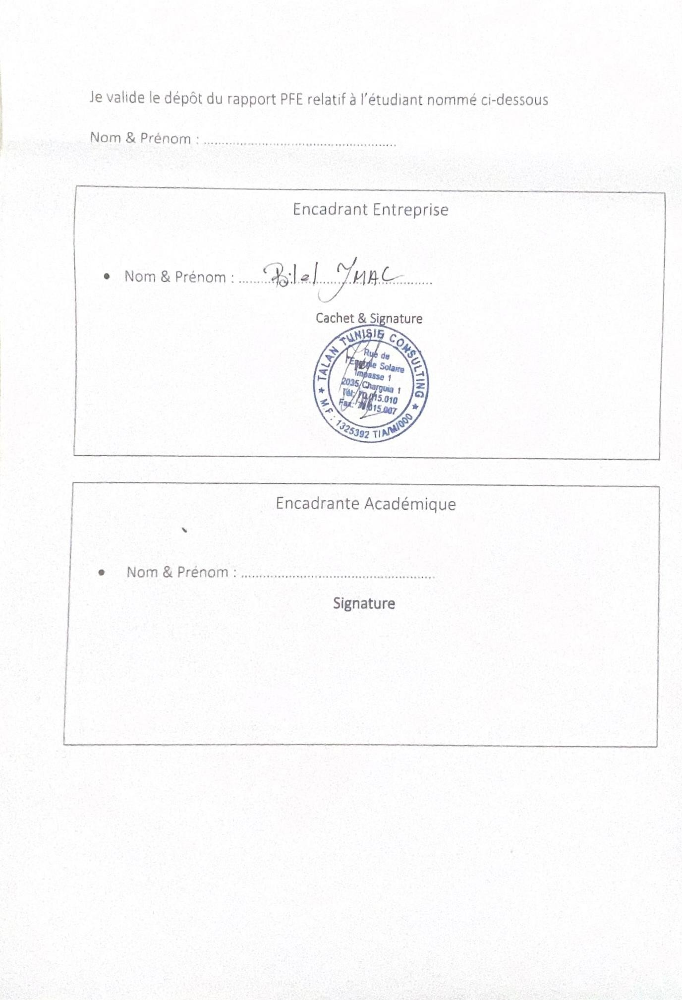 Je valide le dépôt du rapport PFE relatif à l'étudiant nommé ci-dessous
Nom & Prénom : ..................................................
Encadrant Entreprise
• Nom & Prénom : Bilel JMAC
Cachet & Signature
★ TALAN TUNISIE CONSULTING ★
Rue de
l'Energie Solaire
Impasse 1
2035 Charguia 1
Tél: 70.015.010
Fax: 015.007
M.F : 1325392 T/A/M/000
Encadrante Académique
• Nom & Prénom : ..................................................
Signature